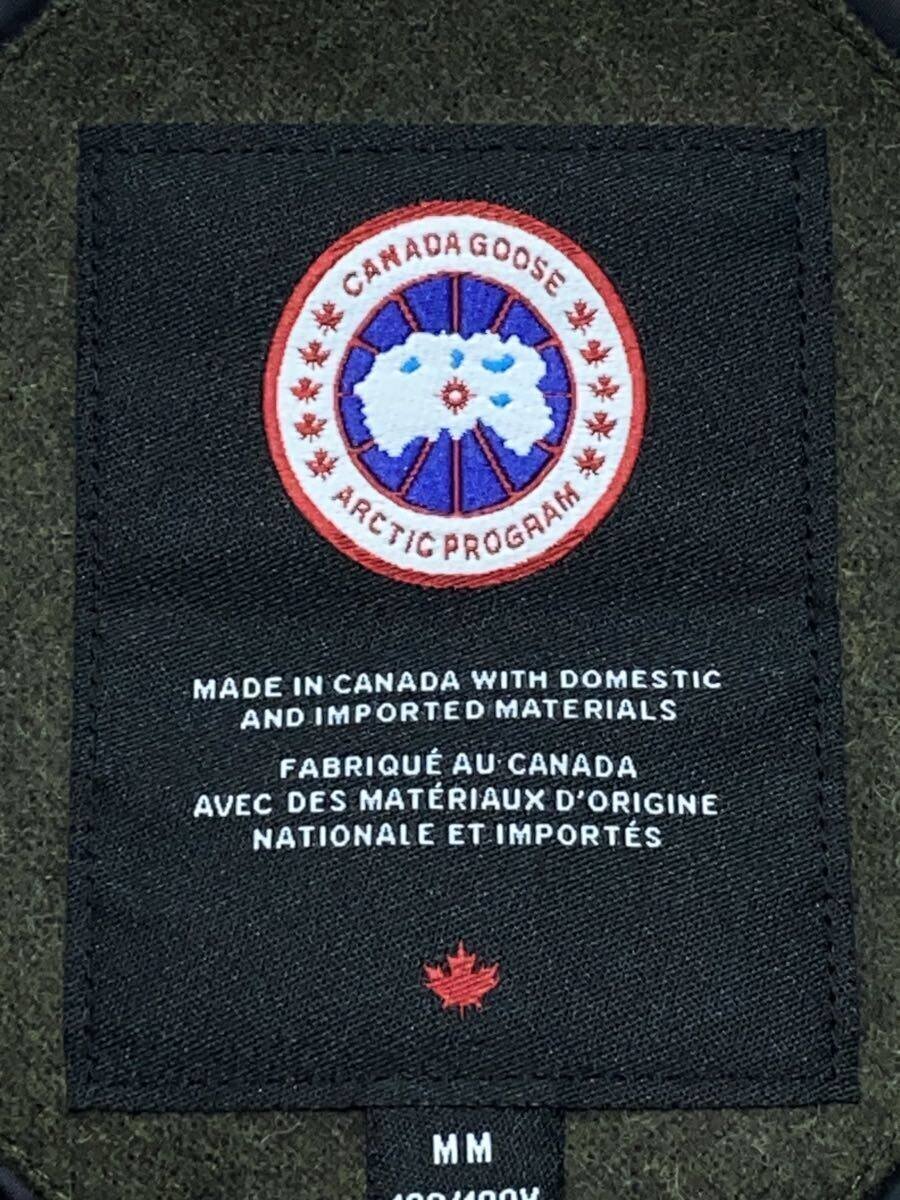 CANADA GOOSE
ARCTIC PROGRAM
MADE IN CANADA WITH DOMESTIC
AND IMPORTED MATERIALS
FABRIQUÉ AU CANADA
AVEC DES MATÉRIAUX D'ORIGINE
NATIONALE ET IMPORTÉS
MM